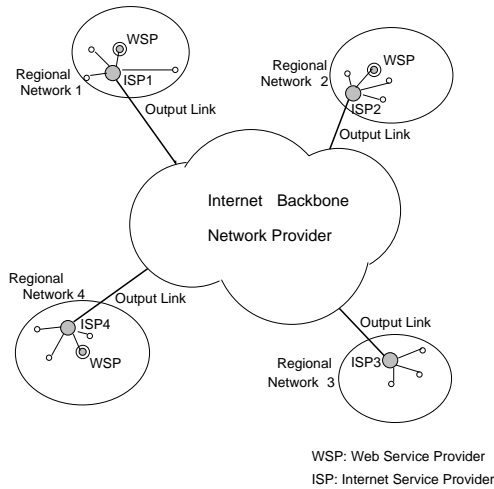 WSP
Regional
Network 1
ISP1
Output Link
WSP
Regional
Network 2
ISP2
Output Link
Internet Backbone
Network Provider
Regional
Network 4
Output Link
ISP4
WSP
Output Link
ISP3
Regional
Network 3
WSP: Web Service Provider
ISP: Internet Service Provider